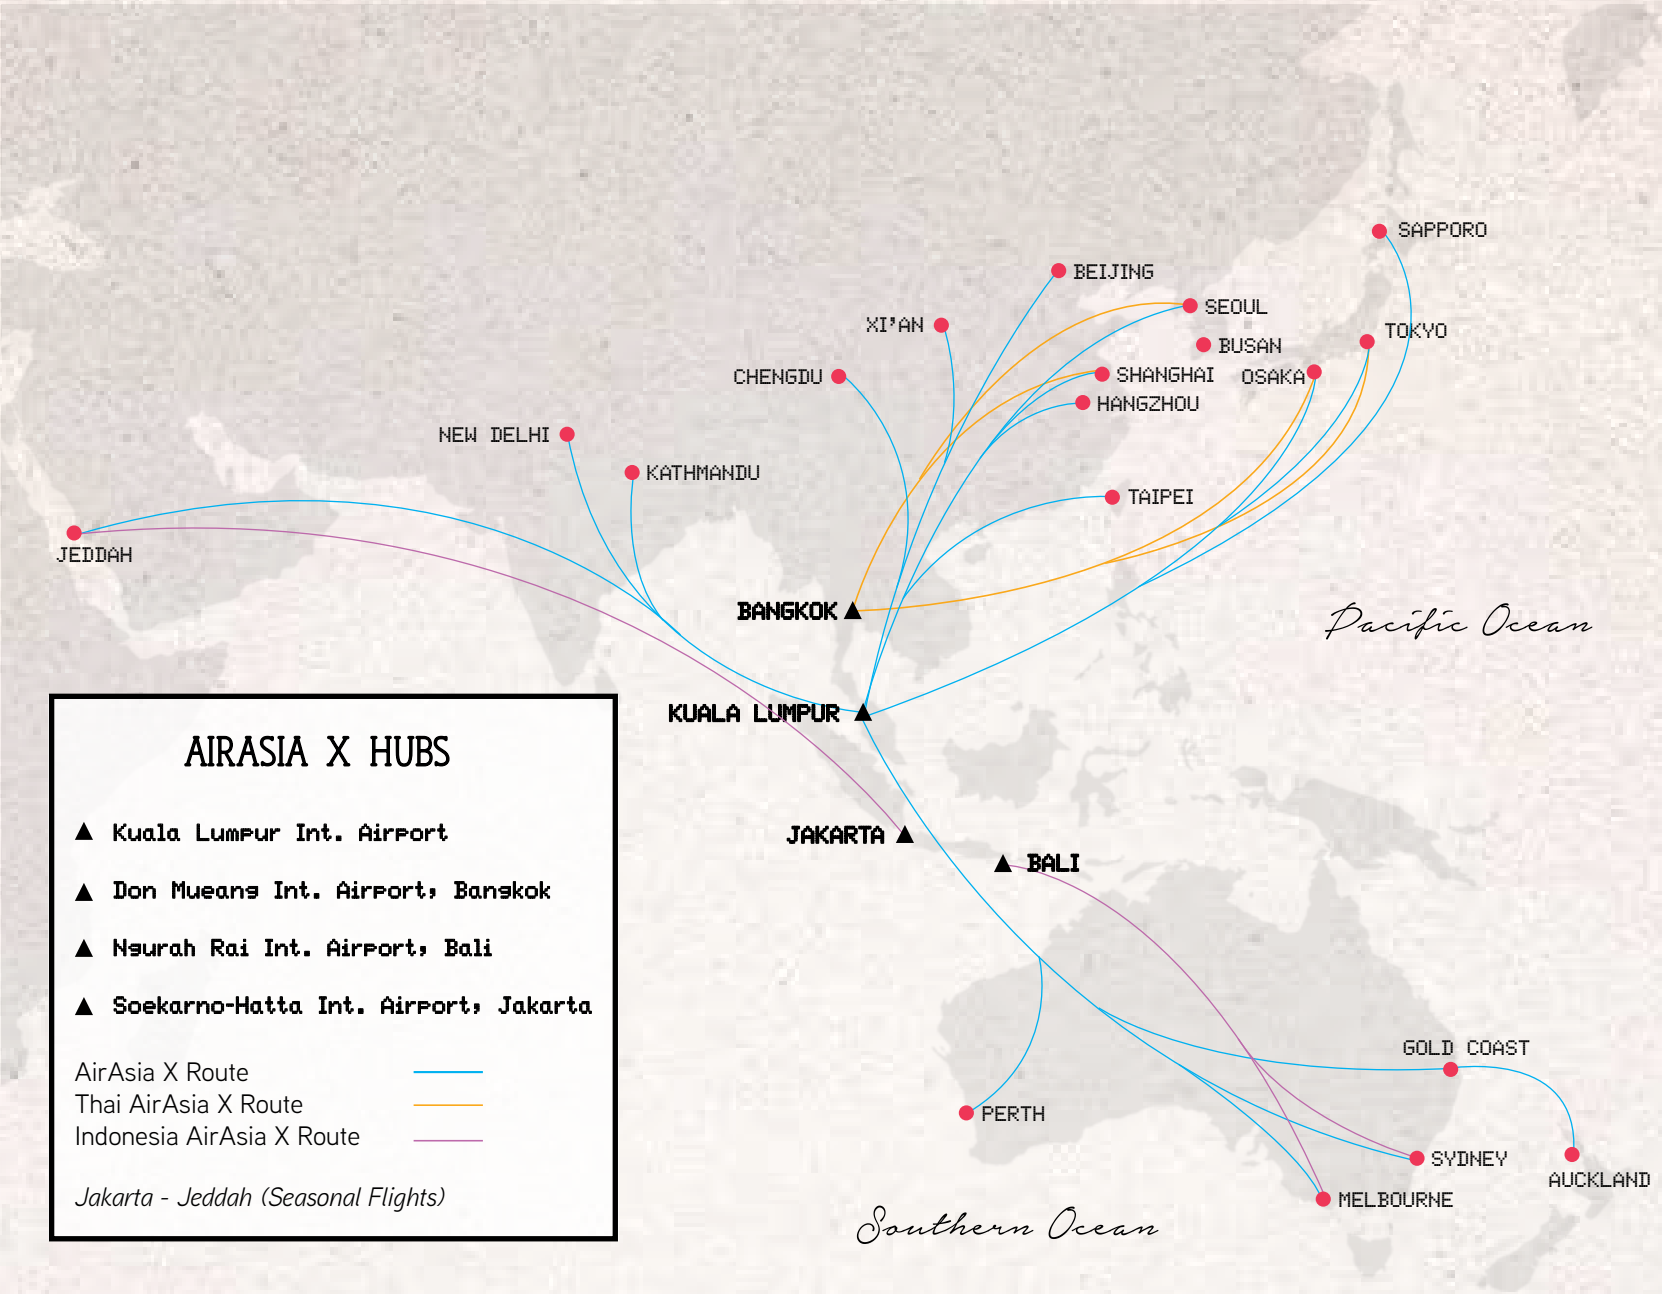 SAPPORO
BEIJING
SEOUL
XI'AN
TOKYO
BUSAN
CHENGDU
SHANGHAI
OSAKA
HANGZHOU
NEW DELHI
KATHMANDU
TAIPEI
JEDDAH
BANGKOK
Pacific Ocean
KUALA LUMPUR
JAKARTA
BALI
AIRASIA X HUBS
Kuala Lumpur Int. Airport
Don Mueang Int. Airport, Bangkok
Ngurah Rai Int. Airport, Bali
Soekarno-Hatta Int. Airport, Jakarta
AirAsia X Route
Thai AirAsia X Route
Indonesia AirAsia X Route
Jakarta - Jeddah (Seasonal Flights)
GOLD COAST
PERTH
SYDNEY
AUCKLAND
MELBOURNE
Southern Ocean